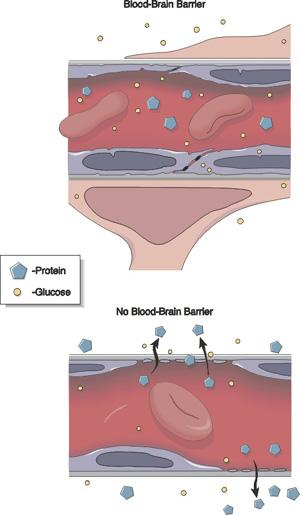 Blood-Brain Barrier
-Protein
-Glucose
No Blood-Brain Barrier